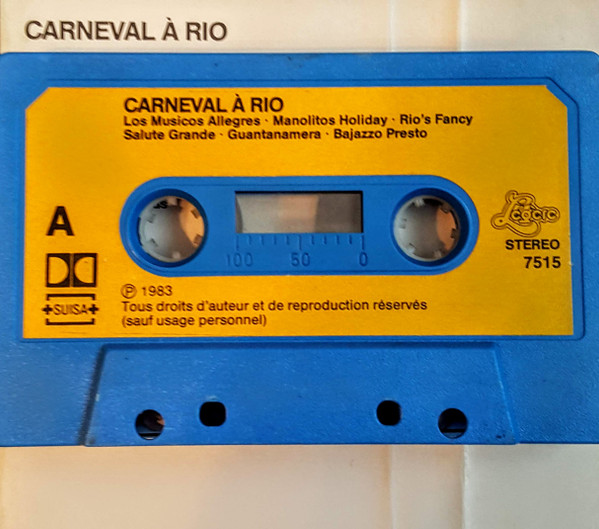 CARNEVAL À RIO
CARNEVAL À RIO
Los Musicos Allegres · Manolitos Holiday · Rio's Fancy
Salute Grande · Guantanamera · Bajazzo Presto
A
100 50 0
STEREO
7515
+SUISA+
Ⓟ 1983
Tous droits d'auteur et de reproduction réservés
(sauf usage personnel)